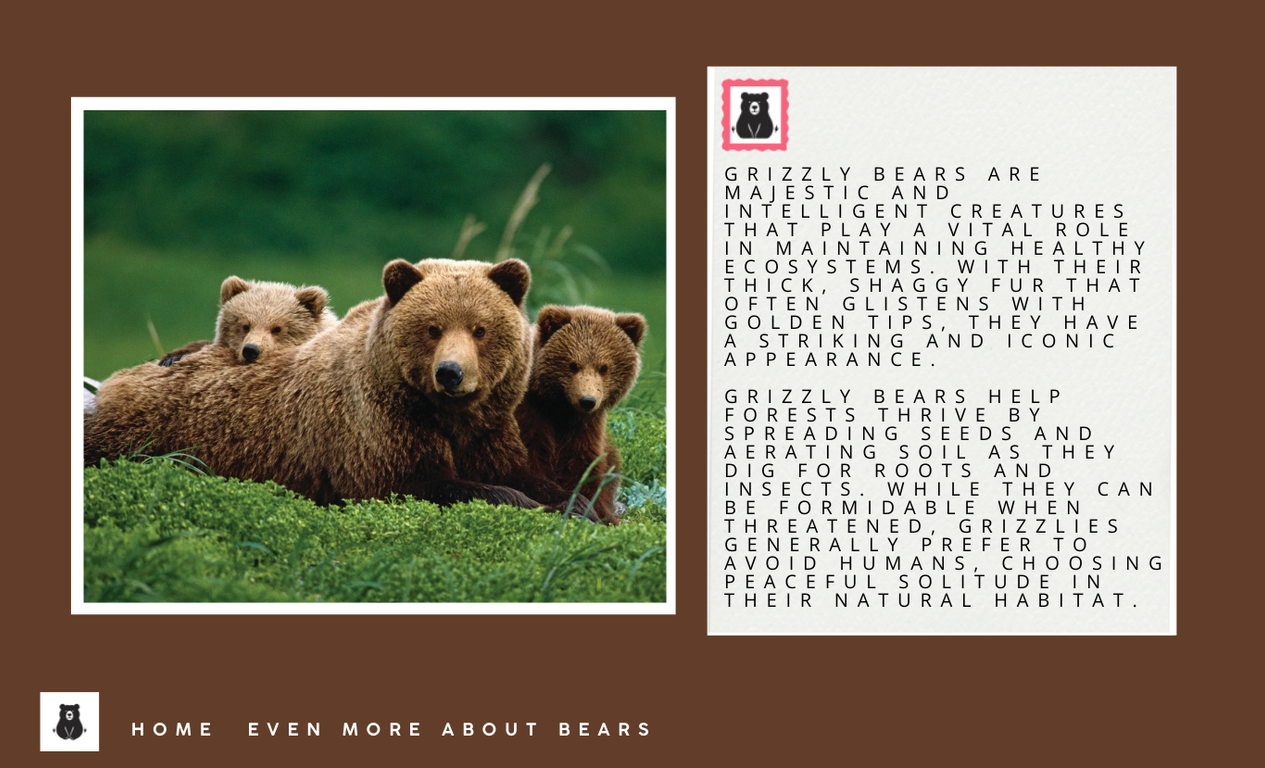 GRIZZLY BEARS ARE
MAJESTIC AND
INTELLIGENT CREATURES
THAT PLAY A VITAL ROLE
IN MAINTAINING HEALTHY
ECOSYSTEMS. WITH THEIR
THICK, SHAGGY FUR THAT
OFTEN GLISTENS WITH
GOLDEN TIPS, THEY HAVE
A STRIKING AND ICONIC
APPEARANCE.
GRIZZLY BEARS HELP
FORESTS THRIVE BY
SPREADING SEEDS AND
AERATING SOIL AS THEY
DIG FOR ROOTS AND
INSECTS. WHILE THEY CAN
BE FORMIDABLE WHEN
THREATENED, GRIZZLIES
GENERALLY PREFER TO
AVOID HUMANS, CHOOSING
PEACEFUL SOLITUDE IN
THEIR NATURAL HABITAT.
HOME EVEN MORE ABOUT BEARS